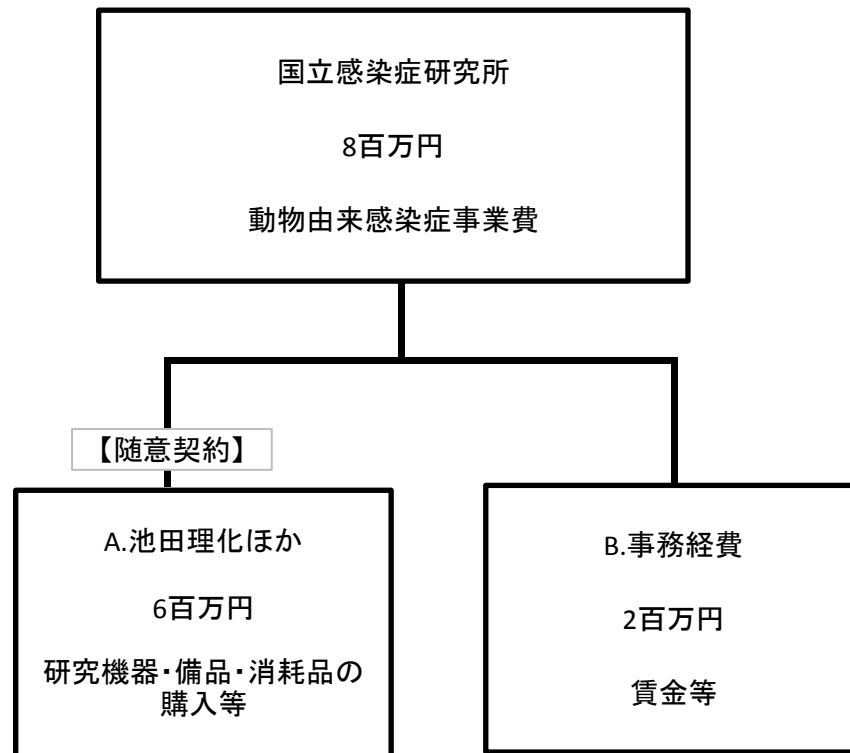 国立感染症研究所
8百万円
動物由来感染症事業費
【随意契約】
A.池田理化ほか
6百万円
研究機器・備品・消耗品の
購入等
B.事務経費
2百万円
賃金等